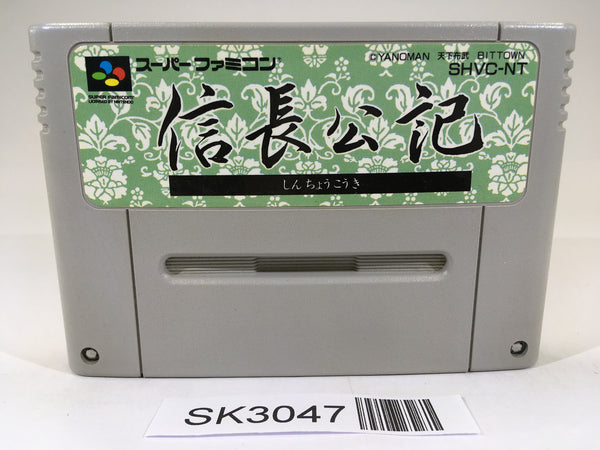 スーパーファミコン
SUPER FAMICOM
LICENSED BY NINTENDO
©YANOMAN 天下布武 BITTOWN
SHVC-NT
信長公記
しんちょうこうき
SK3047